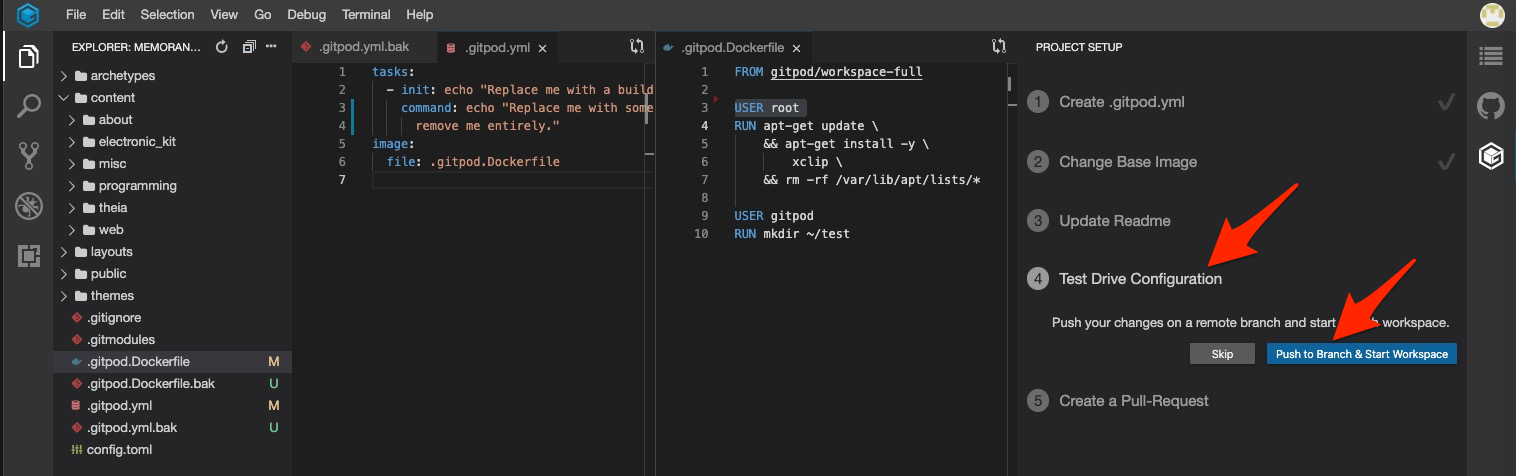 File Edit Selection View Go Debug Terminal Help
EXPLORER: MEMORAN...
archetypes
content
about
electronic_kit
misc
programming
theia
web
layouts
public
themes
.gitignore
.gitmodules
.gitpod.Dockerfile M
.gitpod.Dockerfile.bak U
.gitpod.yml M
.gitpod.yml.bak U
config.toml
.gitpod.yml.bak .gitpod.yml
1 tasks:
2 - init: echo "Replace me with a build
3 command: echo "Replace me with some
4 remove me entirely."
5 image:
6 file: .gitpod.Dockerfile
7
.gitpod.Dockerfile
1 FROM gitpod/workspace-full
2
3 USER root
4 RUN apt-get update \
5 && apt-get install -y \
6 xclip \
7 && rm -rf /var/lib/apt/lists/*
8
9 USER gitpod
10 RUN mkdir ~/test
PROJECT SETUP
1 Create .gitpod.yml
2 Change Base Image
3 Update Readme
4 Test Drive Configuration
Push your changes on a remote branch and start workspace.
Skip Push to Branch & Start Workspace
5 Create a Pull-Request